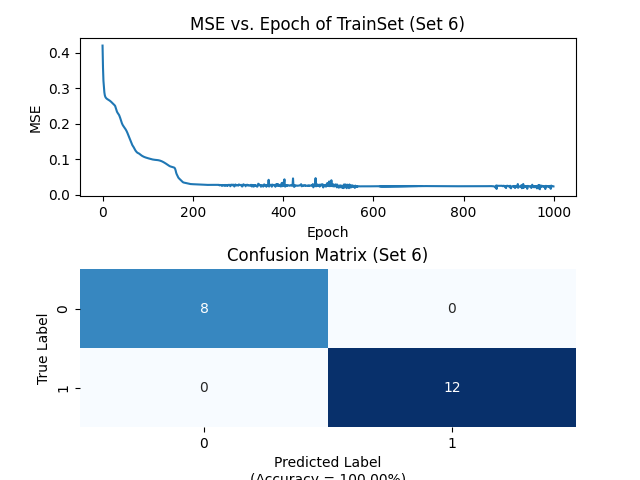 MSE vs. Epoch of TrainSet (Set 6)
0.4
0.3
0.2
0.1
0.0
MSE
0 200 400 600 800 1000
Epoch
Confusion Matrix (Set 6)
True Label
0 8 0
1 0 12
0 1
Predicted Label
(Accuracy = 100.00%)